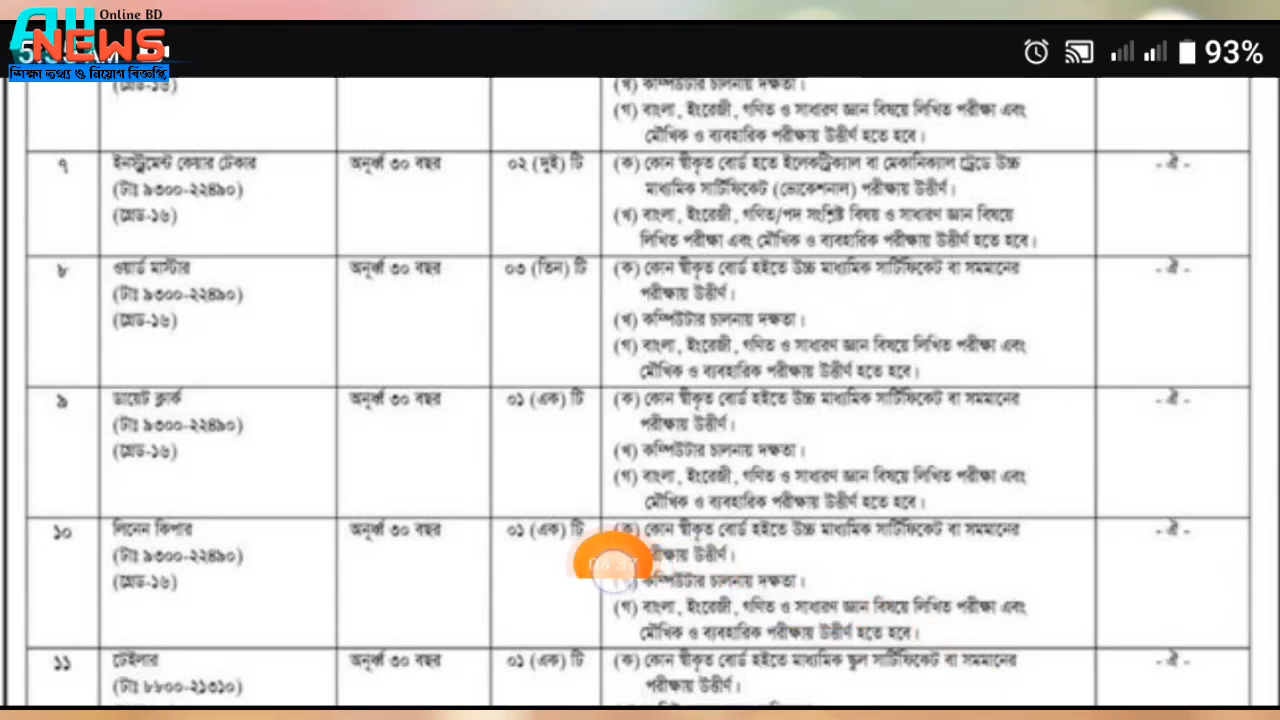 Online BD
AH
NEWS
শিক্ষা তথ্য ও নিয়োগ বিজ্ঞপ্তি
93%
(গ্রেড-১৬)
(খ) কম্পিউটার চালনায় দক্ষতা।
(গ) বাংলা, ইংরেজী, গণিত ও সাধারণ জ্ঞান বিষয়ে লিখিত পরীক্ষা এবং
মৌখিক ও ব্যবহারিক পরীক্ষায় উত্তীর্ণ হতে হবে।
৭ ইনস্ট্রুমেন্ট কেয়ার টেকার অনূর্ধ্ব ৩০ বছর ০২ (দুই) টি (ক) কোন স্বীকৃত বোর্ড হতে ইলেকট্রিক্যাল বা মেকানিক্যাল ট্রেডে উচ্চ - ঐ -
(টাঃ ৯৩০০-২২৪৯০) মাধ্যমিক সার্টিফিকেট (ভোকেশনাল) পরীক্ষায় উত্তীর্ণ।
(গ্রেড-১৬) (খ) বাংলা, ইংরেজী, গণিত/পদ সংশ্লিষ্ট বিষয় ও সাধারণ জ্ঞান বিষয়ে
লিখিত পরীক্ষা এবং মৌখিক ও ব্যবহারিক পরীক্ষায় উত্তীর্ণ হতে হবে।
৮ ওয়ার্ড মাস্টার অনূর্ধ্ব ৩০ বছর ০৩ (তিন) টি (ক) কোন স্বীকৃত বোর্ড হইতে উচ্চ মাধ্যমিক সার্টিফিকেট বা সমমানের - ঐ -
(টাঃ ৯৩০০-২২৪৯০) পরীক্ষায় উত্তীর্ণ।
(গ্রেড-১৬) (খ) কম্পিউটার চালনায় দক্ষতা।
(গ) বাংলা, ইংরেজী, গণিত ও সাধারণ জ্ঞান বিষয়ে লিখিত পরীক্ষা এবং
মৌখিক ও ব্যবহারিক পরীক্ষায় উত্তীর্ণ হতে হবে।
৯ ডায়েট ক্লার্ক অনূর্ধ্ব ৩০ বছর ০১ (এক) টি (ক) কোন স্বীকৃত বোর্ড হইতে উচ্চ মাধ্যমিক সার্টিফিকেট বা সমমানের - ঐ -
(টাঃ ৯৩০০-২২৪৯০) পরীক্ষায় উত্তীর্ণ।
(গ্রেড-১৬) (খ) কম্পিউটার চালনায় দক্ষতা।
(গ) বাংলা, ইংরেজী, গণিত ও সাধারণ জ্ঞান বিষয়ে লিখিত পরীক্ষা এবং
মৌখিক ও ব্যবহারিক পরীক্ষায় উত্তীর্ণ হতে হবে।
১০ লিনেন কিপার অনূর্ধ্ব ৩০ বছর ০১ (এক) টি (ক) কোন স্বীকৃত বোর্ড হইতে উচ্চ মাধ্যমিক সার্টিফিকেট বা সমমানের - ঐ -
(টাঃ ৯৩০০-২২৪৯০) পরীক্ষায় উত্তীর্ণ।
(গ্রেড-১৬) কম্পিউটার চালনায় দক্ষতা।
(গ) বাংলা, ইংরেজী, গণিত ও সাধারণ জ্ঞান বিষয়ে লিখিত পরীক্ষা এবং
মৌখিক ও ব্যবহারিক পরীক্ষায় উত্তীর্ণ হতে হবে।
১১ টেইলার অনূর্ধ্ব ৩০ বছর ০১ (এক) টি (ক) কোন স্বীকৃত বোর্ড হইতে মাধ্যমিক স্কুল সার্টিফিকেট বা সমমানের - ঐ -
(টাঃ ৮৮০০-২১৩১০) পরীক্ষায় উত্তীর্ণ।